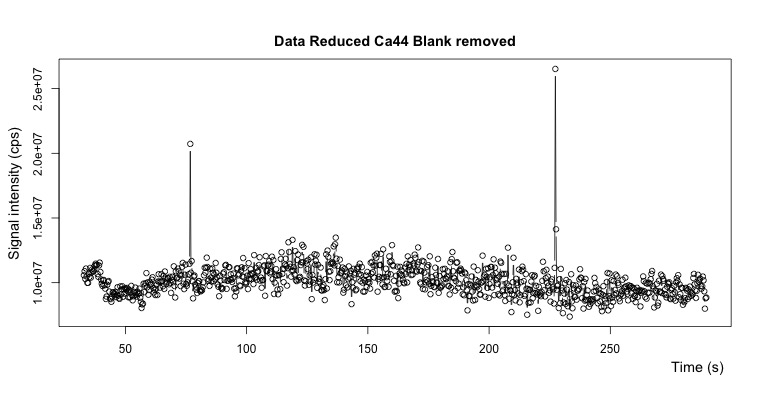 Data Reduced Ca44 Blank removed
Signal intensity (cps)
2.5e+07
2.0e+07
1.5e+07
1.0e+07
50 100 150 200 250
Time (s)